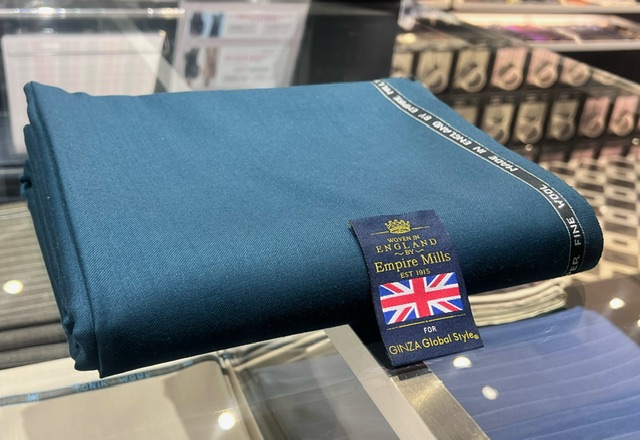 MADE IN ENGLAND BY EMPIRE MILLS
FINE WOOL
WOVEN IN
ENGLAND
BY
Empire Mills
EST 1915
FOR
GINZA Global Style
WOOL